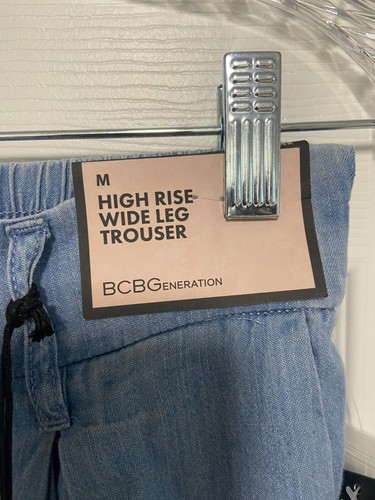 M
HIGH RISE
WIDE LEG
TROUSER
BCBGENERATION